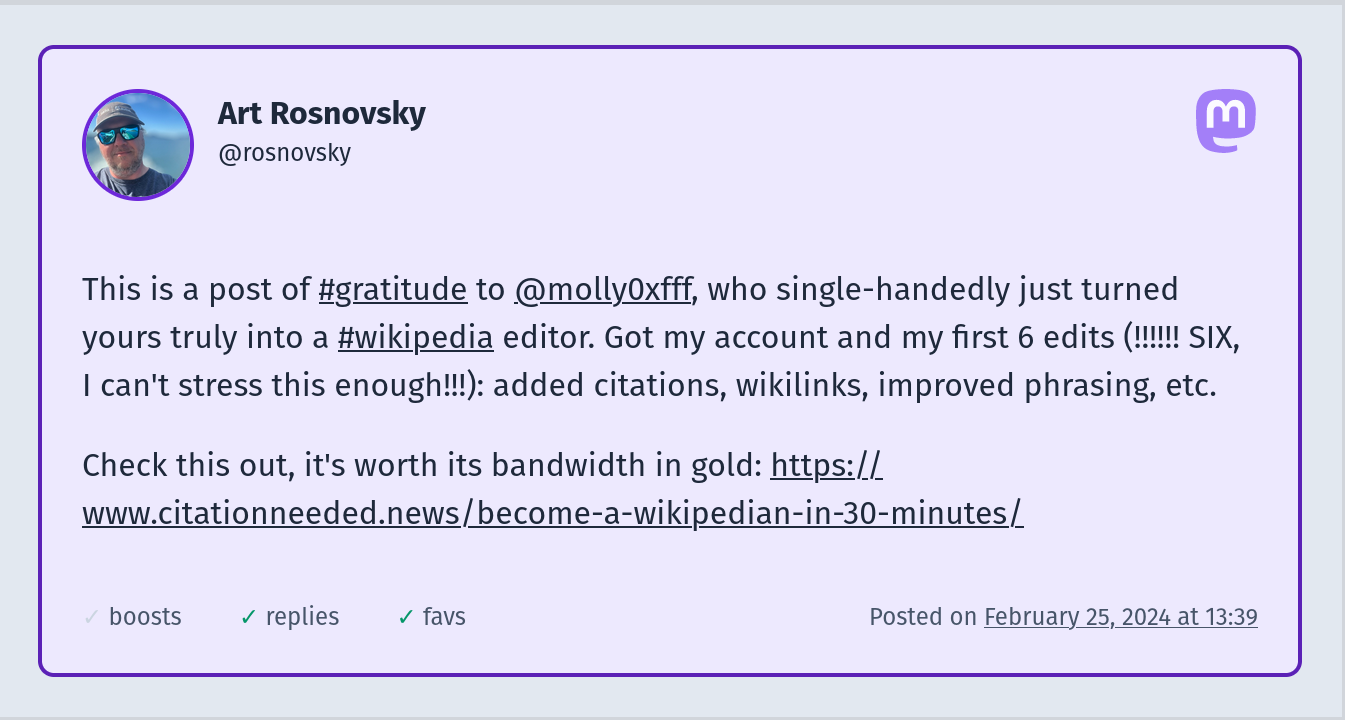 Art Rosnovsky
@rosnovsky
This is a post of #gratitude to @molly0xfff, who single-handedly just turned
yours truly into a #wikipedia editor. Got my account and my first 6 edits (!!!!!! SIX,
I can't stress this enough!!!): added citations, wikilinks, improved phrasing, etc.
Check this out, it's worth its bandwidth in gold: https://
www.citationneeded.news/become-a-wikipedian-in-30-minutes/
✓ boosts ✓ replies ✓ favs Posted on February 25, 2024 at 13:39